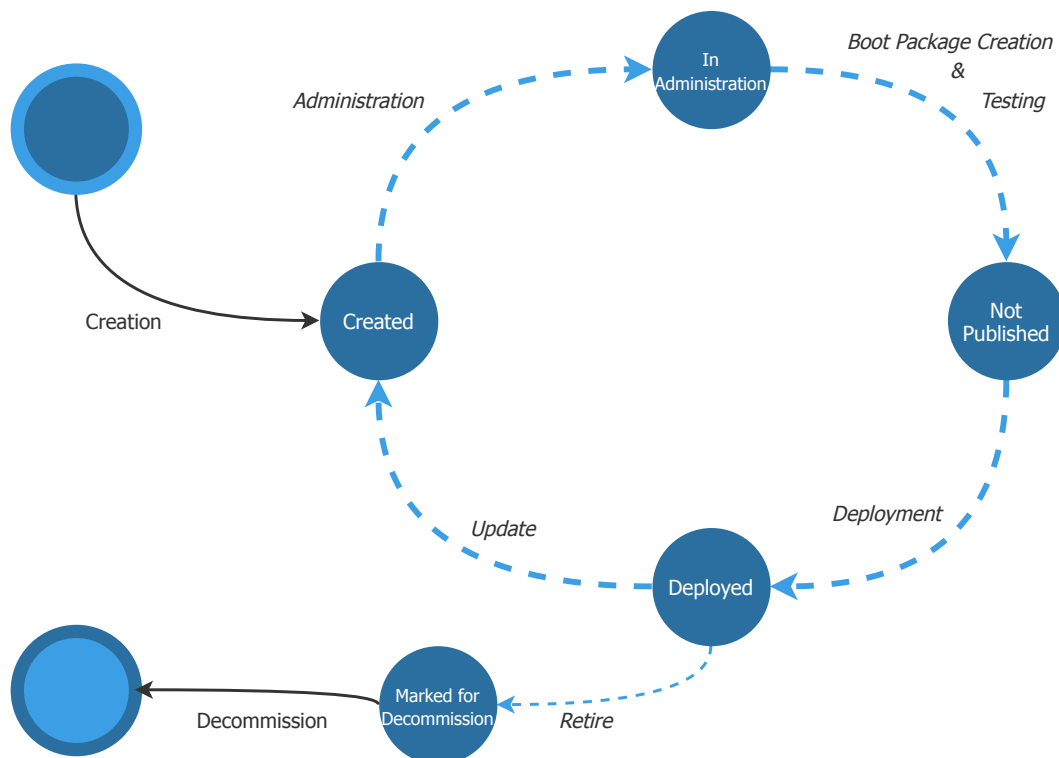 Boot Package Creation
&
Testing
In
Administration
Administration
Creation
Created
Not
Published
Update
Deployment
Deployed
Marked for
Decommission
Decommission
Retire